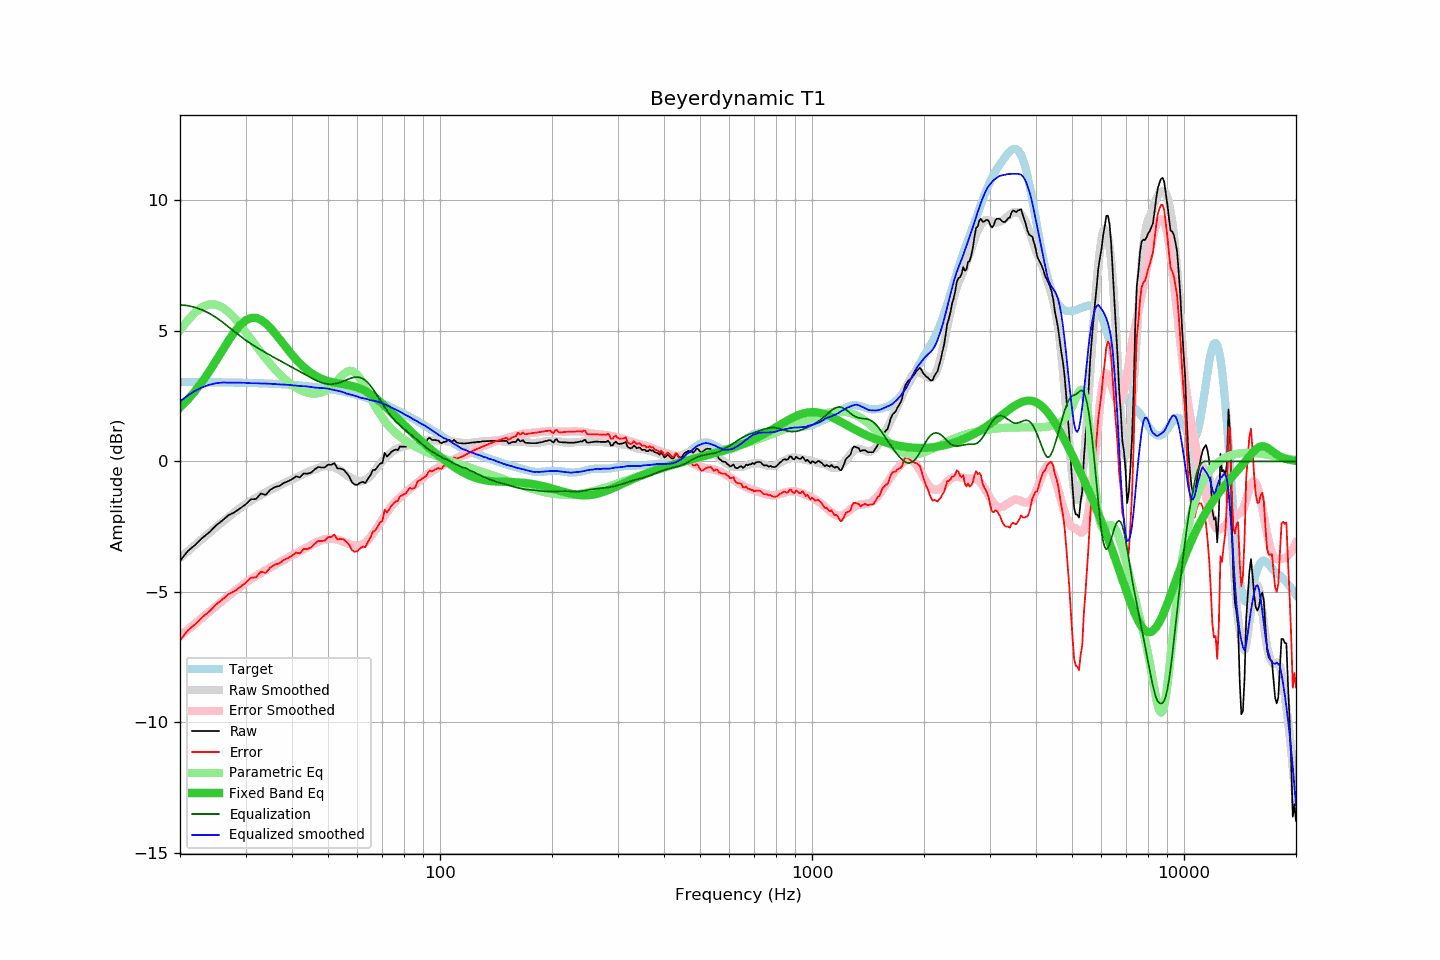 Beyerdynamic T1
Amplitude (dBr)
10
5
0
−5
−10
−15
Target
Raw Smoothed
Error Smoothed
Raw
Error
Parametric Eq
Fixed Band Eq
Equalization
Equalized smoothed
100
1000
10000
Frequency (Hz)